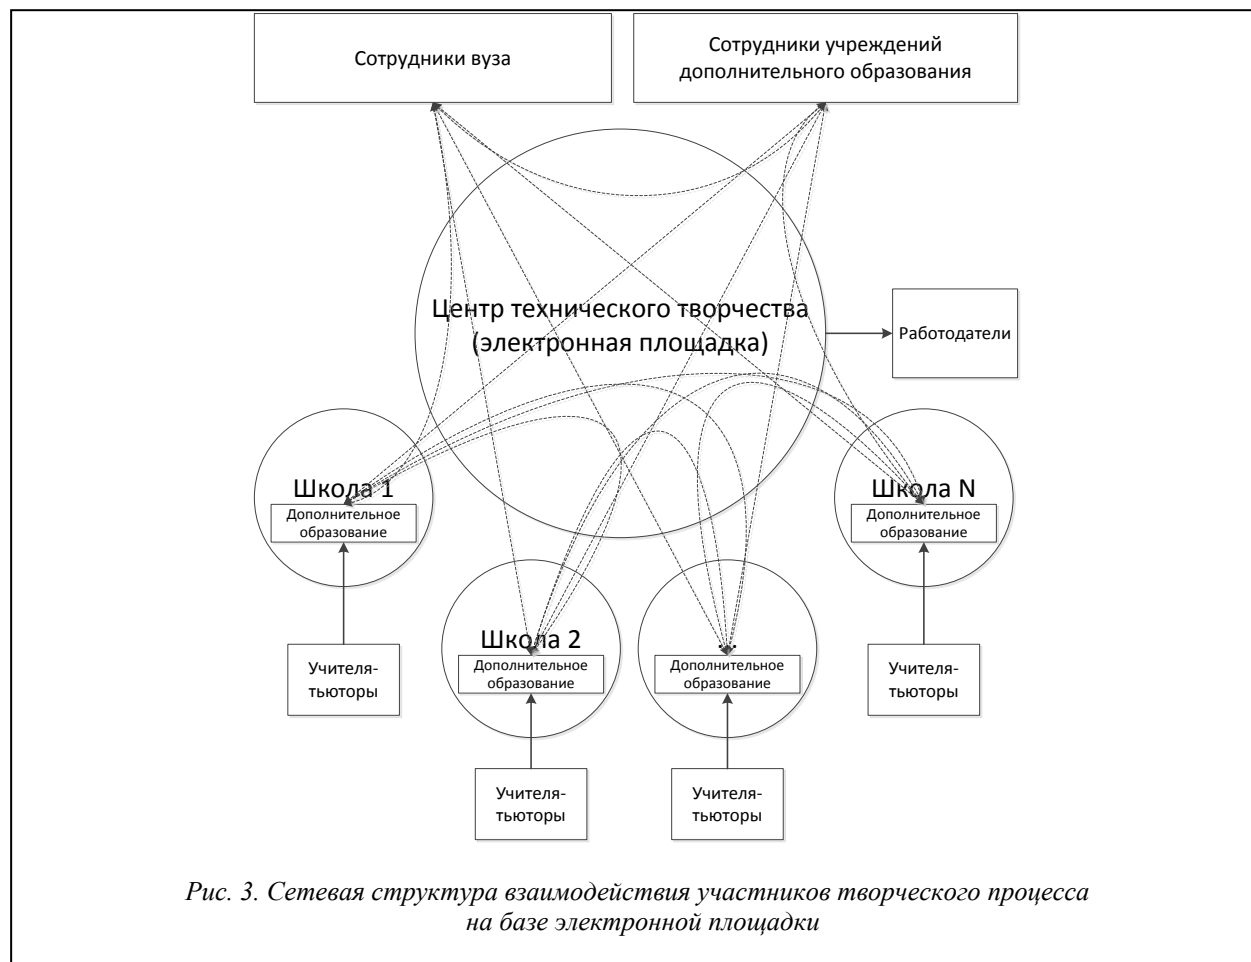 Сотрудники вуза
Сотрудники учреждений
дополнительного образования
Центр технического творчества
(электронная площадка)
Работодатели
Школа 1
Дополнительное
образование
Школа N
Дополнительное
образование
Школа 2
Дополнительное
образование
...
Дополнительное
образование
Учителя-
тьюторы
Учителя-
тьюторы
Учителя-
тьюторы
Учителя-
тьюторы
Рис. 3. Сетевая структура взаимодействия участников творческого процесса
на базе электронной площадки